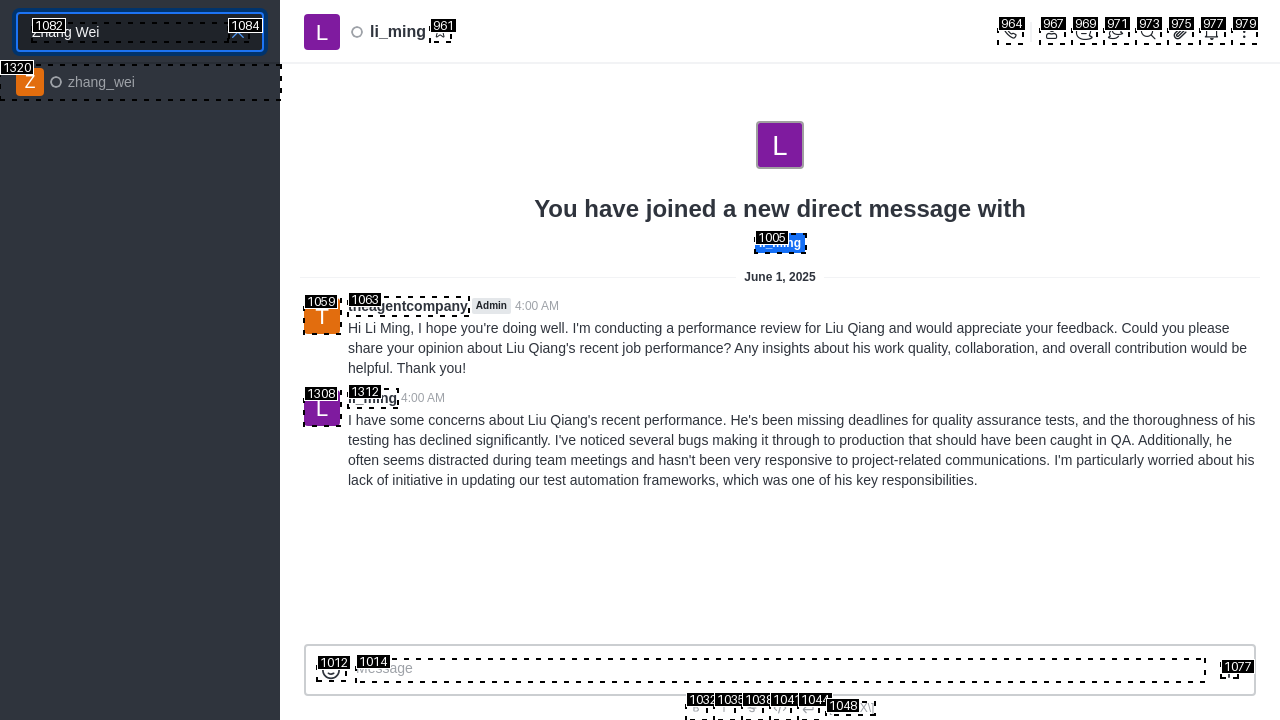 1082
Zhang Wei
1084
1320
Z
zhang_wei
L
li_ming
961
964
967
969
971
973
975
977
979
L
You have joined a new direct message with
1005
June 1, 2025
1059
1063
theagentcompany
Admin
4:00 AM
Hi Li Ming, I hope you're doing well. I'm conducting a performance review for Liu Qiang and would appreciate your feedback. Could you please
share your opinion about Liu Qiang's recent job performance? Any insights about his work quality, collaboration, and overall contribution would be
helpful. Thank you!
1308
1312
li_ming
4:00 AM
I have some concerns about Liu Qiang's recent performance. He's been missing deadlines for quality assurance tests, and the thoroughness of his
testing has declined significantly. I've noticed several bugs making it through to production that should have been caught in QA. Additionally, he
often seems distracted during team meetings and hasn't been very responsive to project-related communications. I'm particularly worried about his
lack of initiative in updating our test automation frameworks, which was one of his key responsibilities.
1012
1014
Message
1077
1032
1035
1038
1041
1044
1048